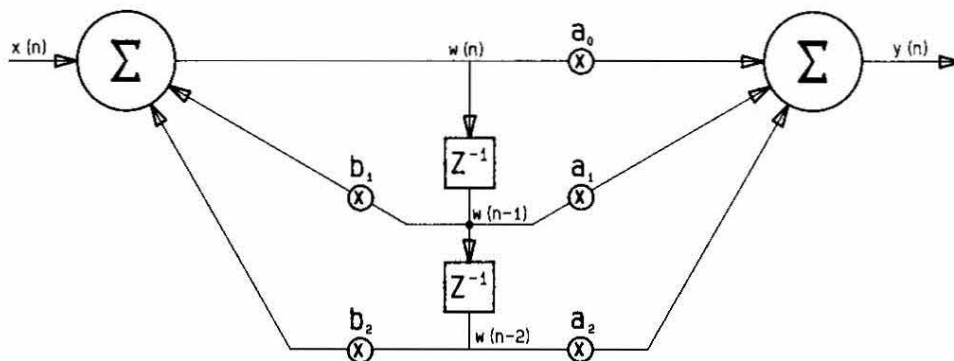 x(n)
Σ
w(n)
a₀
Σ
y(n)
Z⁻¹
b₁
a₁
X
X
X
w(n-1)
Z⁻¹
b₂
a₂
X
X
w(n-2)